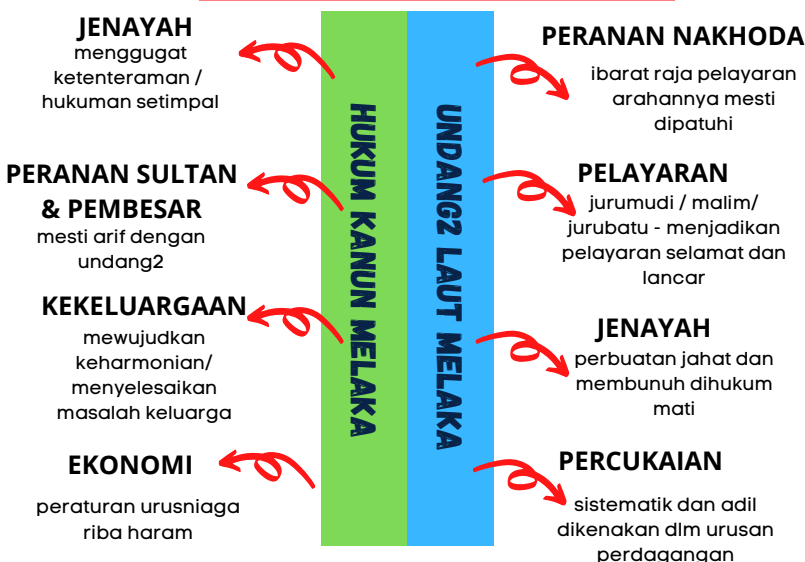 JENAYAH
menggugat
ketenteraman /
hukuman setimpal
PERANAN SULTAN
& PEMBESAR
mesti arif dengan
undang2
KEKELUARGAAN
mewujudkan
keharmonian/
menyelesaikan
masalah keluarga
EKONOMI
peraturan urusniaga
riba haram
HUKUM KANUN MELAKA
UNDANG2 LAUT MELAKA
PERANAN NAKHODA
ibarat raja pelayaran
arahannya mesti
dipatuhi
PELAYARAN
jurumudi / malim/
jurubatu - menjadikan
pelayaran selamat dan
lancar
JENAYAH
perbuatan jahat dan
membunuh dihukum
mati
PERCUKAIAN
sistematik dan adil
dikenakan dlm urusan
perdagangan